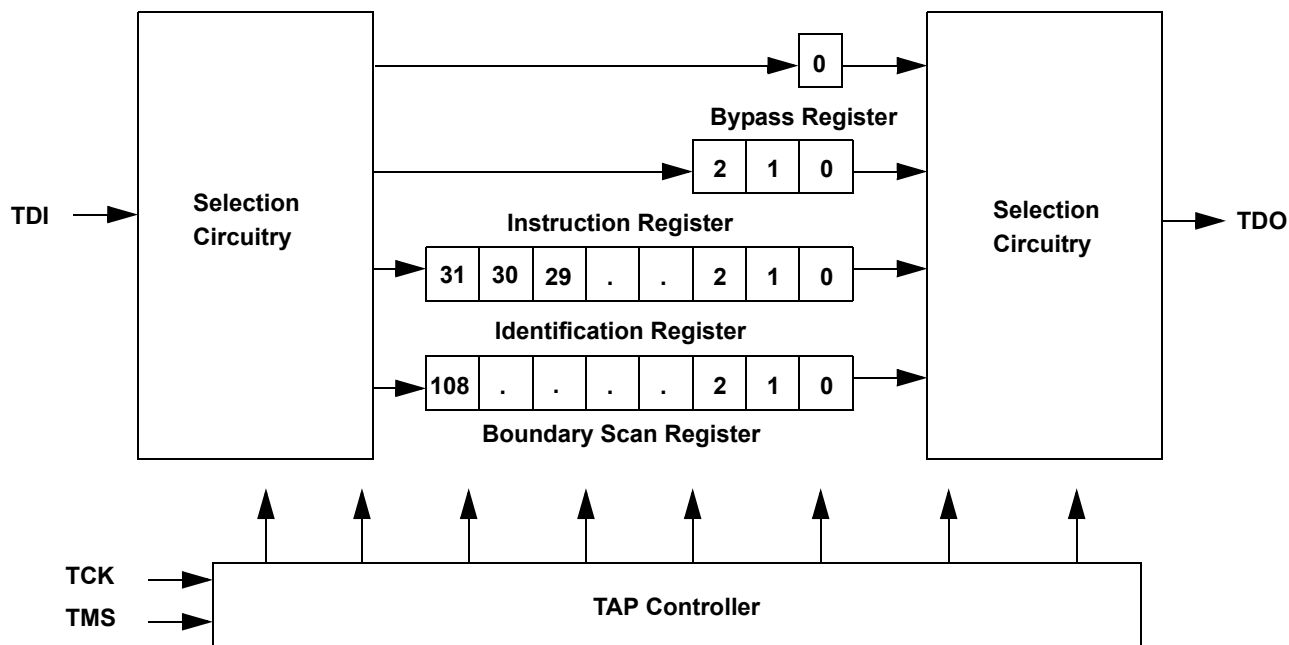 0
Bypass Register
2 1 0
TDI
Selection
Circuitry
Instruction Register
Selection
Circuitry
TDO
31 30 29 . . 2 1 0
Identification Register
108 . . . . 2 1 0
Boundary Scan Register
TCK
TMS
TAP Controller